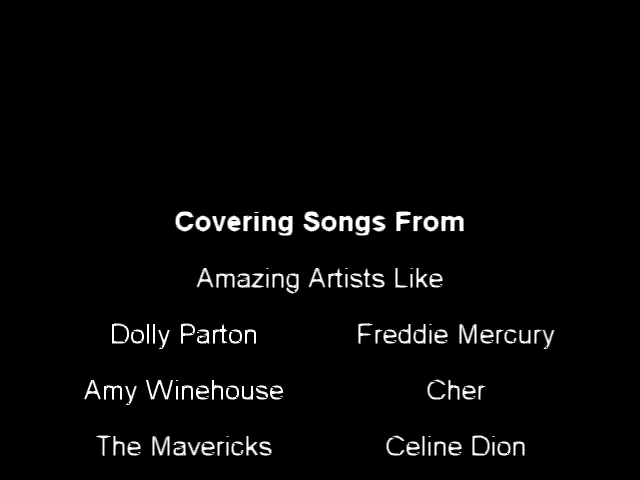 Covering Songs From
Amazing Artists Like
Dolly Parton Freddie Mercury
Amy Winehouse Cher
The Mavericks Celine Dion